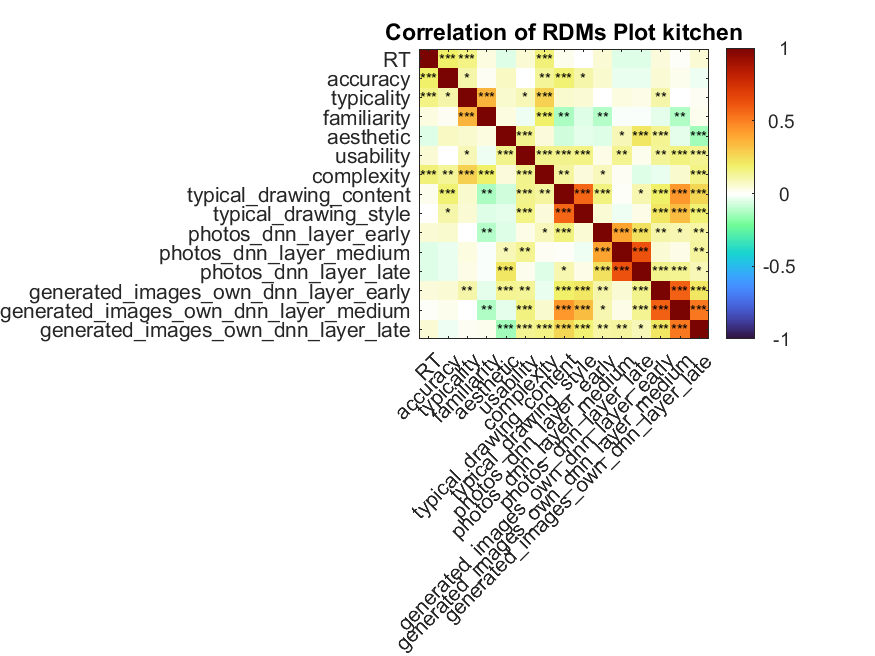 Correlation of RDMs Plot kitchen
RT *** *** ***
accuracy *** * ** *** *
typicality *** * *** * *** **
familiarity *** *** ** ** **
aesthetic *** * *** ** ***
usability * *** *** *** *** ** ** *** ***
complexity *** ** *** *** *** ** * ***
typical_drawing_content *** ** *** ** *** *** * *** *** ***
typical_drawing_style * *** *** *** *** ***
photos_dnn_layer_early ** * *** *** *** ** * **
photos_dnn_layer_medium * ** *** *** **
photos_dnn_layer_late *** * *** *** *** *** *
generated_images_own_dnn_layer_early ** *** ** *** *** ** *** *** ***
generated_images_own_dnn_layer_medium ** *** *** *** * *** *** ***
generated_images_own_dnn_layer_late *** *** *** *** *** ** ** * *** ***
1
0.5
0
-0.5
-1
RT
accuracy
typicality
familiarity
aesthetic
usability
complexity
typical_drawing_content
typical_drawing_style
photos_dnn_layer_early
photos_dnn_layer_medium
photos_dnn_layer_late
generated_images_own_dnn_layer_early
generated_images_own_dnn_layer_medium
generated_images_own_dnn_layer_late